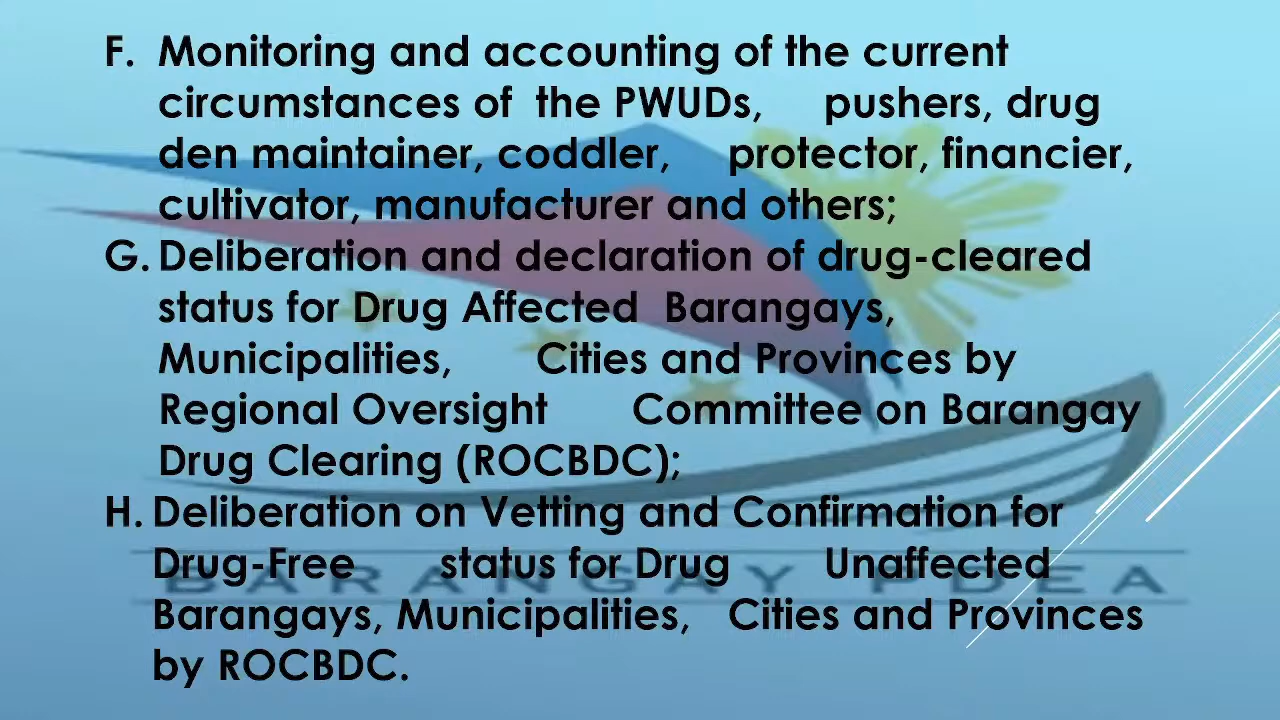 F. Monitoring and accounting of the current
circumstances of the PWUDs, pushers, drug
den maintainer, coddler, protector, financier,
cultivator, manufacturer and others;
G. Deliberation and declaration of drug-cleared
status for Drug Affected Barangays,
Municipalities, Cities and Provinces by
Regional Oversight Committee on Barangay
Drug Clearing (ROCBDC);
H. Deliberation on Vetting and Confirmation for
Drug-Free status for Drug Unaffected
BARANGAY PDEA
Barangays, Municipalities, Cities and Provinces
by ROCBDC.